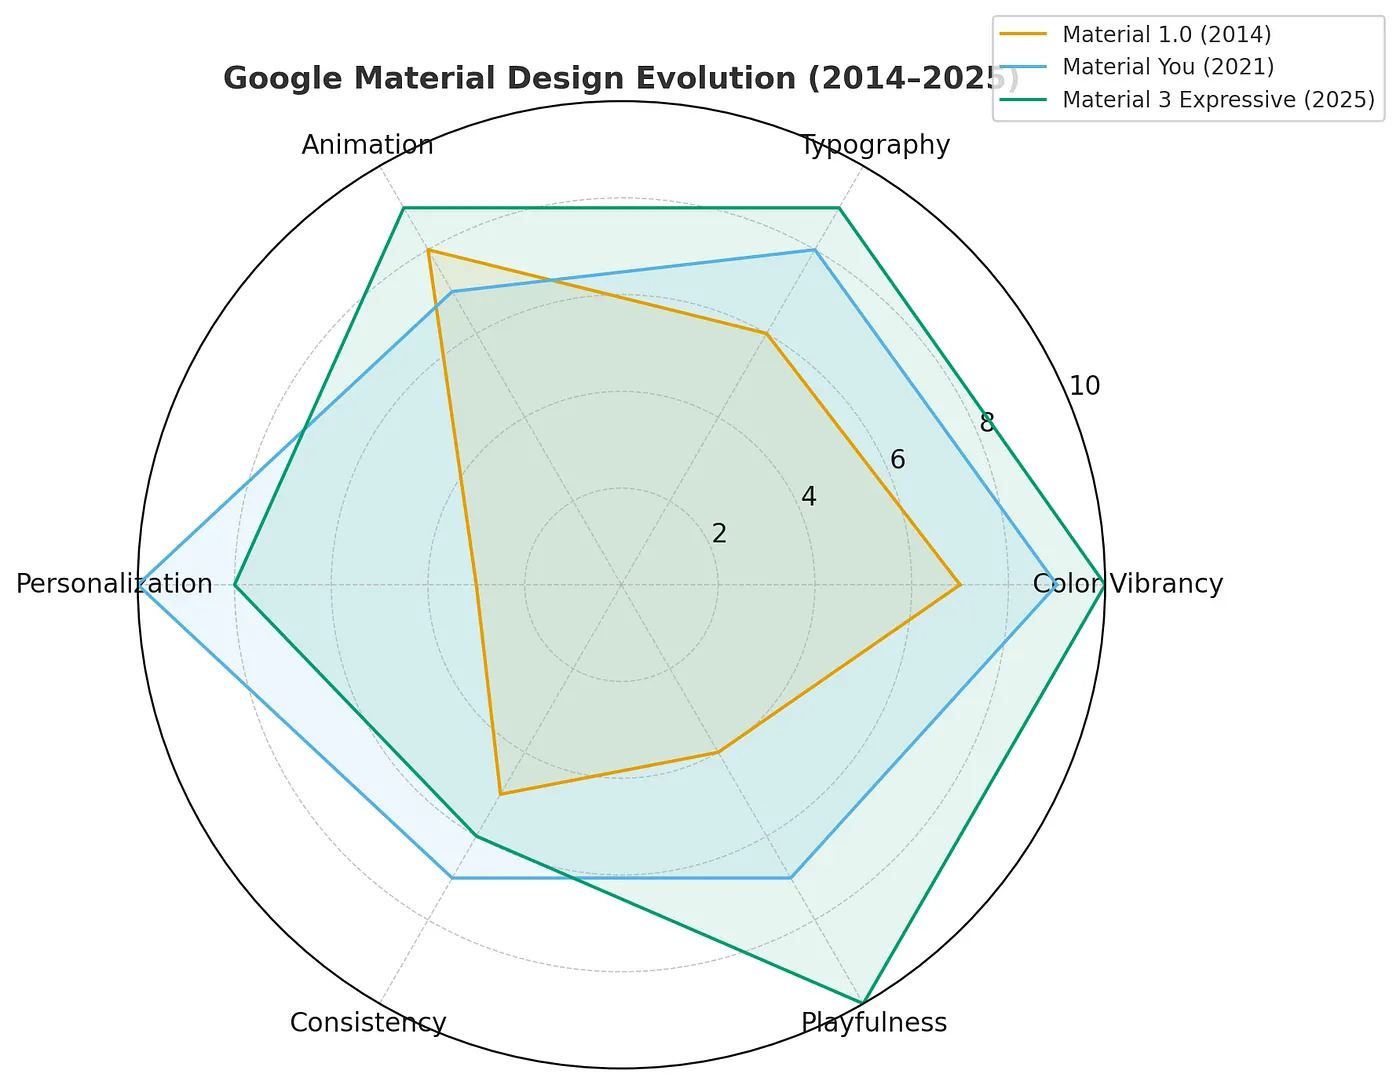 Material 1.0 (2014)
Material You (2021)
Material 3 Expressive (2025)
Google Material Design Evolution (2014–2025)
Animation
Typography
10
8
6
4
2
Personalization
Color Vibrancy
Consistency
Playfulness